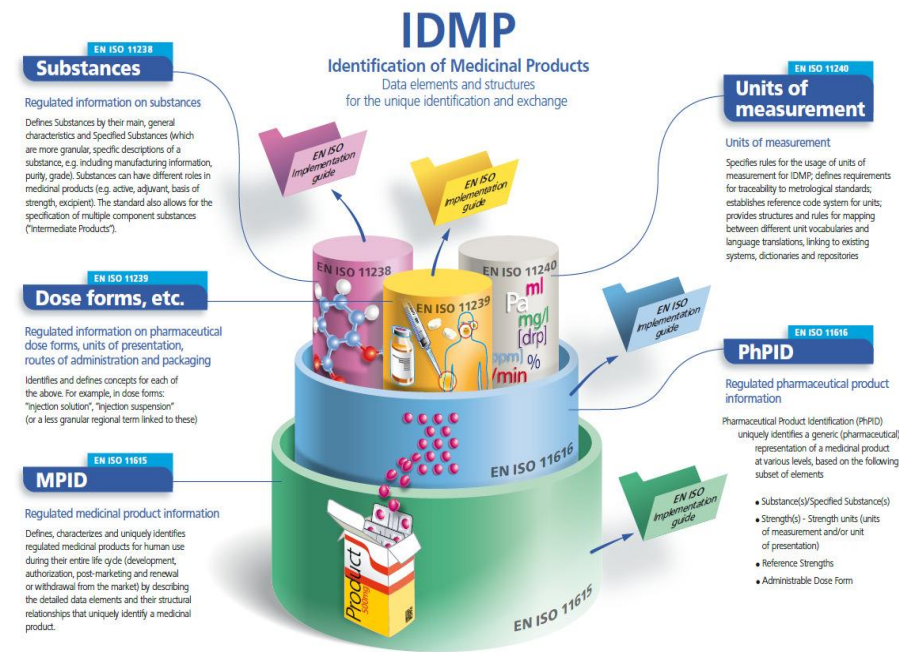 IDMP
Identification of Medicinal Products
Data elements and structures
for the unique identification and exchange
EN ISO 11238
Substances
Regulated information on substances
Defines Substances by their main, general
characteristics and Specified Substances (which
are more granular, specific descriptions of a
substance, e.g. including manufacturing information,
purity, grade). Substances can have different roles in
medicinal products (e.g. active, adjuvant, basis of
strength, excipient). The standard also allows for the
specification of multiple component substances
("Intermediate Products").
EN ISO 11239
Dose forms, etc.
Regulated information on pharmaceutical
dose forms, units of presentation,
routes of administration and packaging
Identifies and defines concepts for each of
the above. For example, in dose forms:
"injection solution", "injection suspension"
(or a less granular regional term linked to these)
EN ISO 11615
MPID
Regulated medicinal product information
Defines, characterizes and uniquely identifies
regulated medicinal products for human use
during their entire life cycle (development,
authorization, post-marketing and renewal
or withdrawal from the market) by describing
the detailed data elements and their structural
relationships that uniquely identify a medicinal
product.
EN ISO
Implementation
guide
EN ISO
Implementation
guide
EN ISO 11238
EN ISO 11239
EN ISO 11240
ml
Pa
mg/l
[drp]
ppm]
%
/min
EN ISO 11616
Product
500mg
EN ISO 11615
EN ISO
Implementation
guide
EN ISO
Implementation
guide
EN ISO 11240
Units of
measurement
Units of measurement
Specifies rules for the usage of units of
measurement for IDMP; defines requirements
for traceability to metrological standards;
establishes reference code system for units;
provides structures and rules for mapping
between different unit vocabularies and
language translations, linking to existing
systems, dictionaries and repositories
EN ISO 11616
PhPID
Regulated pharmaceutical product
information
Pharmaceutical Product Identification (PhPID)
uniquely identifies a generic (pharmaceutical)
representation of a medicinal product
at various levels, based on the following
subset of elements
• Substance(s)/Specified Substance(s)
• Strength(s) - Strength units (units
of measurement and/or unit
of presentation)
• Reference Strengths
• Administrable Dose Form